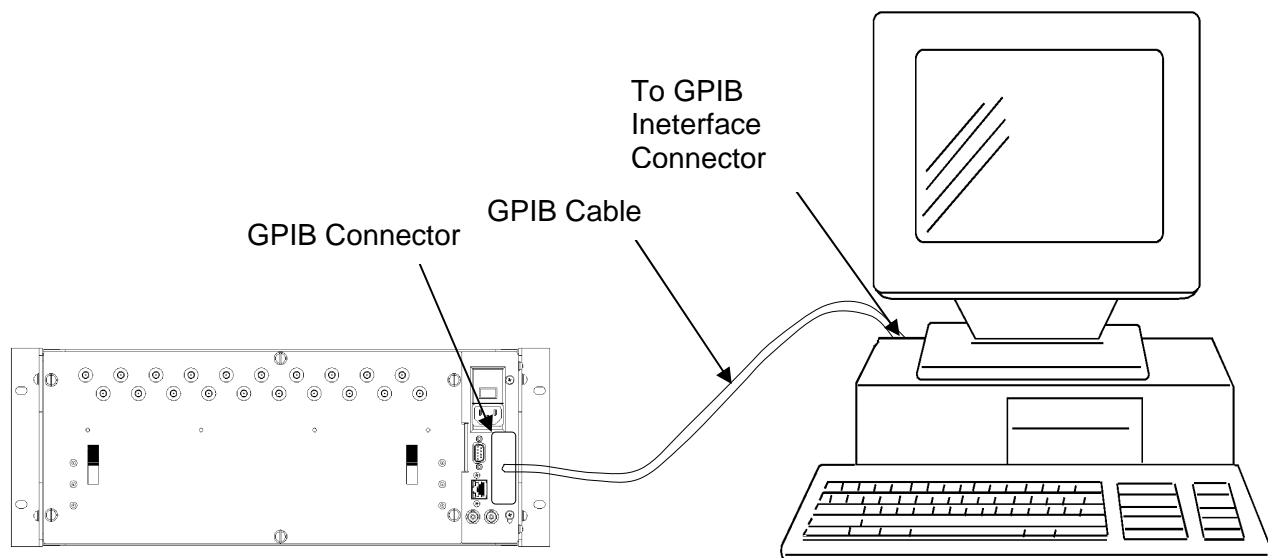 To GPIB
Ineterface
Connector
GPIB Cable
GPIB Connector